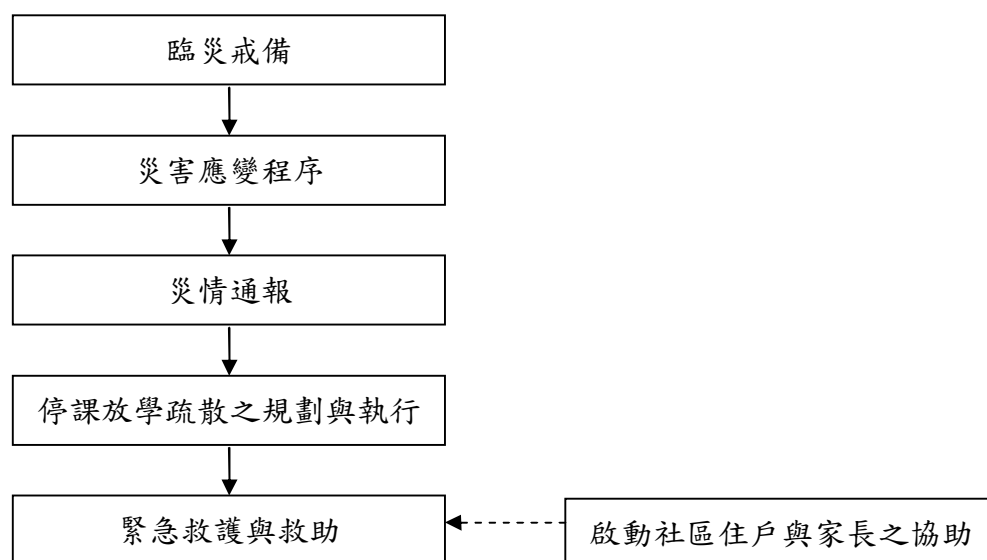 臨災戒備
災害應變程序
災情通報
停課放學疏散之規劃與執行
緊急救護與救助
啟動社區住戶與家長之協助